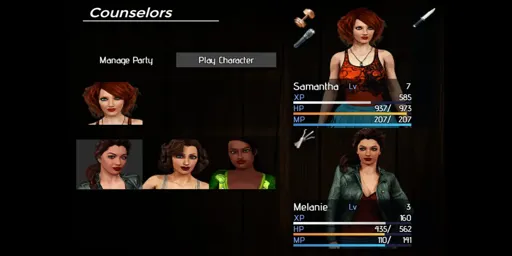 Counselors
Manage Party
Play Character
Samantha Lv 7
XP 585
HP 937/ 973
MP 207/ 207
Melanie Lv 3
XP 160
HP 435/ 562
MP 110/ 141